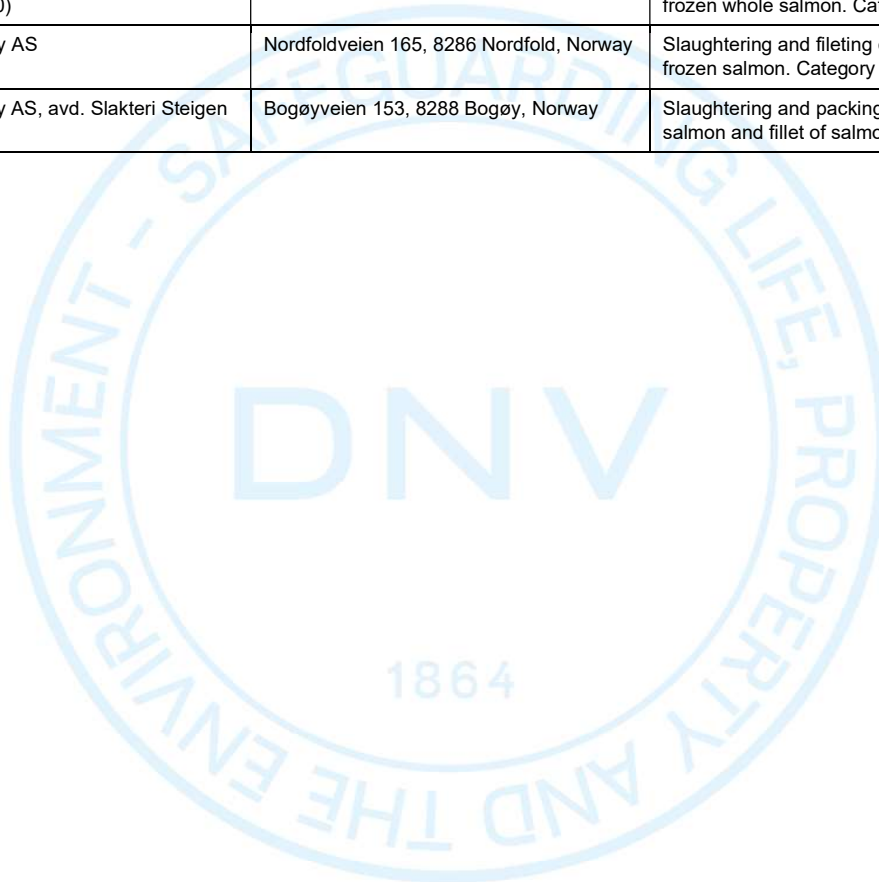 0)
frozen whole salmon. Cat
y AS
Nordfoldveien 165, 8286 Nordfold, Norway
Slaughtering and fileting
frozen salmon. Category
y AS, avd. Slakteri Steigen
Bogøyveien 153, 8288 Bogøy, Norway
Slaughtering and packing
salmon and fillet of salmo
SAFEGUARDING LIFE, PROPERTY AND THE ENVIRONMENT -
DNV
1864